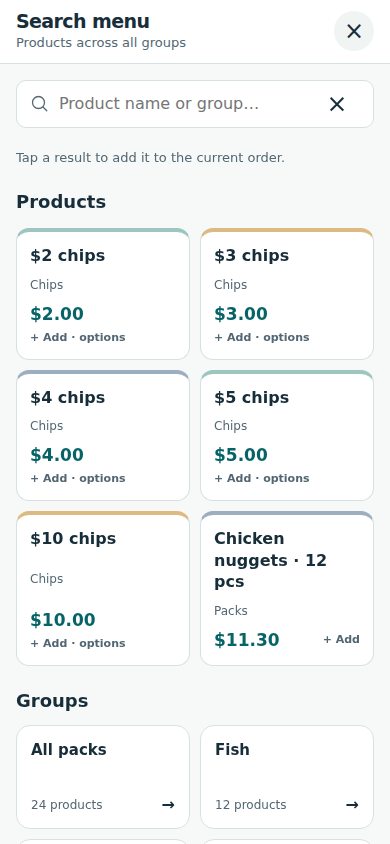 Search menu
Products across all groups
Product name or group...
Tap a result to add it to the current order.
Products
$2 chips
Chips
$2.00
+ Add · options
$3 chips
Chips
$3.00
+ Add · options
$4 chips
Chips
$4.00
+ Add · options
$5 chips
Chips
$5.00
+ Add · options
$10 chips
Chips
$10.00
+ Add · options
Chicken
nuggets · 12
pcs
Packs
$11.30
+ Add
Groups
All packs
24 products →
Fish
12 products →